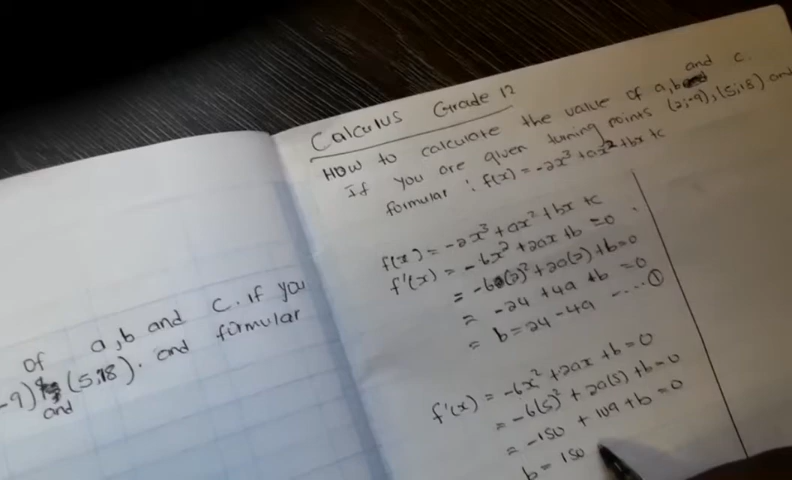 of a, b and c. if you
-9) (5;18). and formular
and
Calculus Grade 12
How to calculate the value of a, b and c.
If you are given turning points (2;-9), (5;18) and
formular : f(x) = -2x³ + ax² + bx + c
f(x) = -2x³ + ax² + bx + c
f'(x) = -6x² + 2ax + b = 0
= -6(2)² + 2a(2) + b = 0
= -24 + 4a + b = 0
= b = 24 - 4a ..... ①
f'(x) = -6x² + 2ax + b = 0
= -6(5)² + 2a(5) + b = 0
= -150 + 10a + b = 0
b = 150